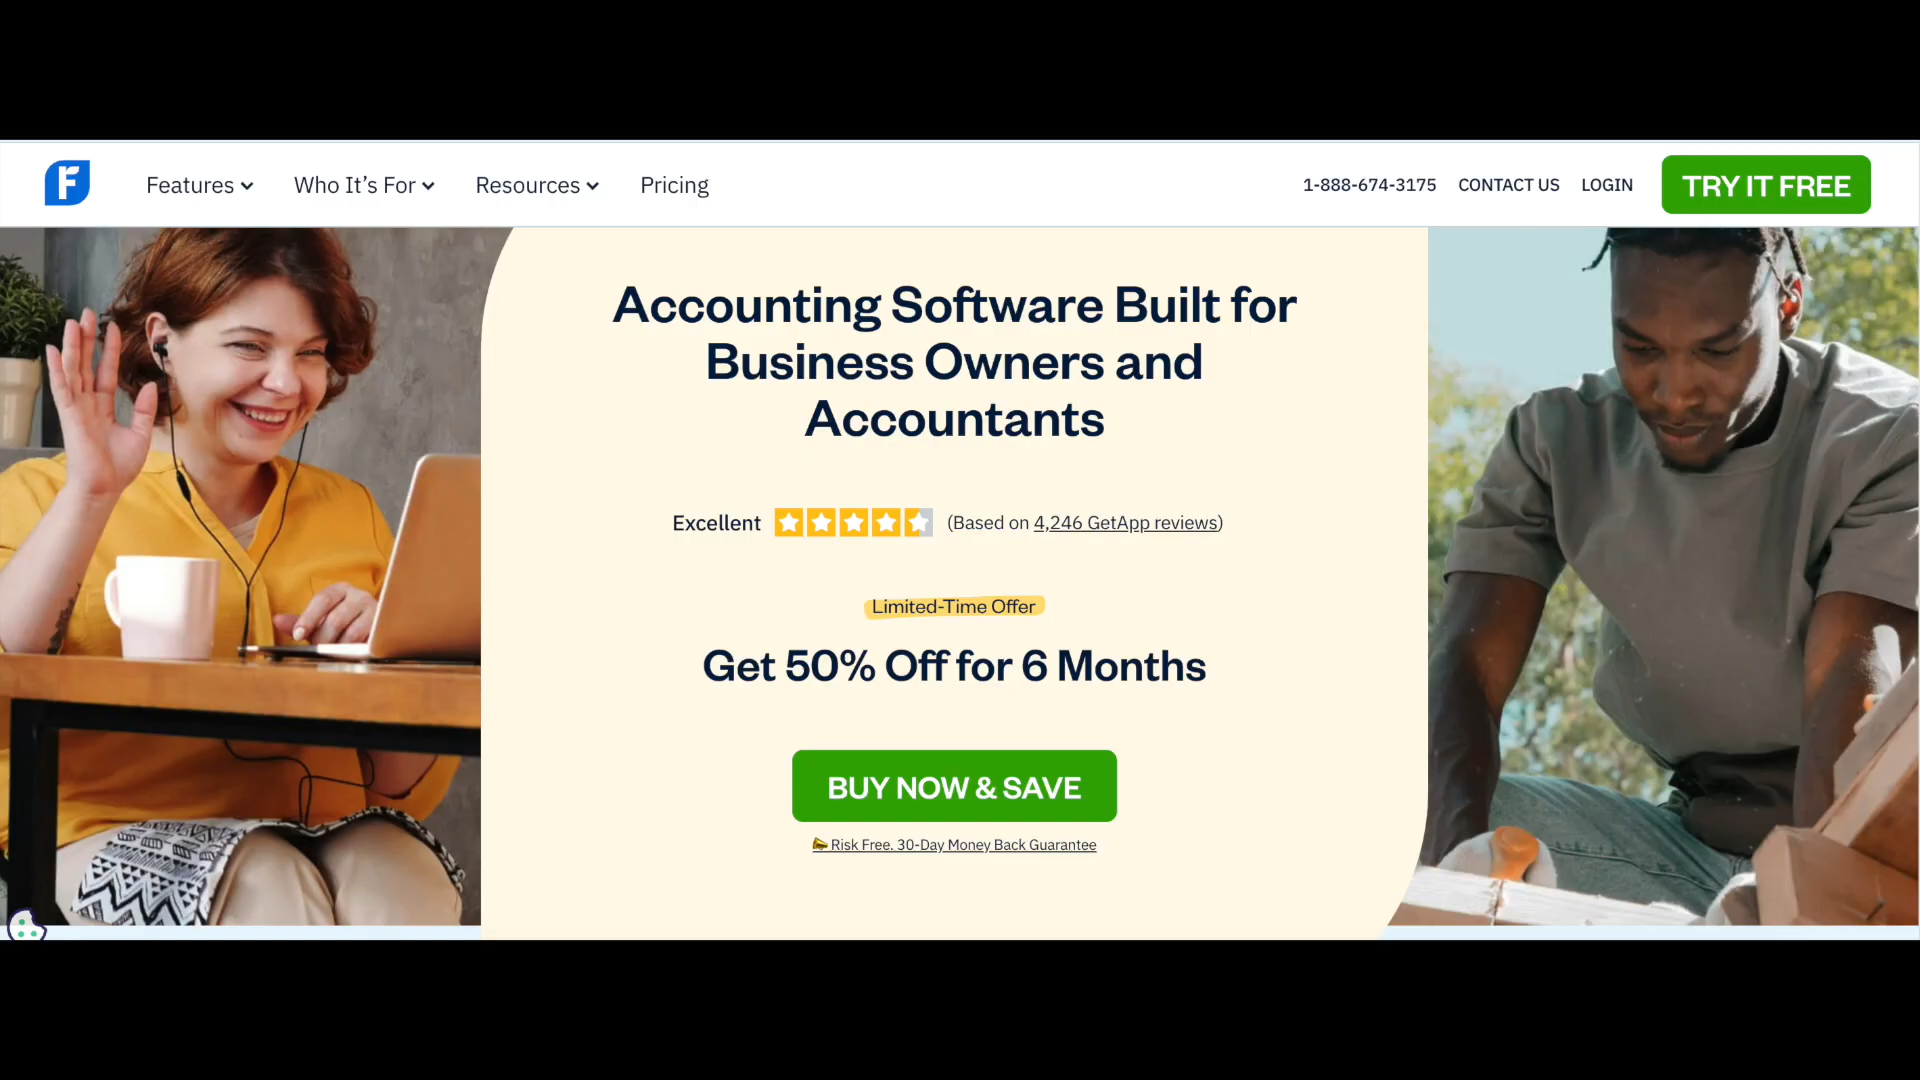 F
Features
Who It's For
Resources
Pricing
1-888-674-3175
CONTACT US
LOGIN
TRY IT FREE
Accounting Software Built for
Business Owners and
Accountants
Excellent
(Based on 4,246 GetApp reviews)
Limited-Time Offer
Get 50% Off for 6 Months
BUY NOW & SAVE
Risk Free. 30-Day Money Back Guarantee